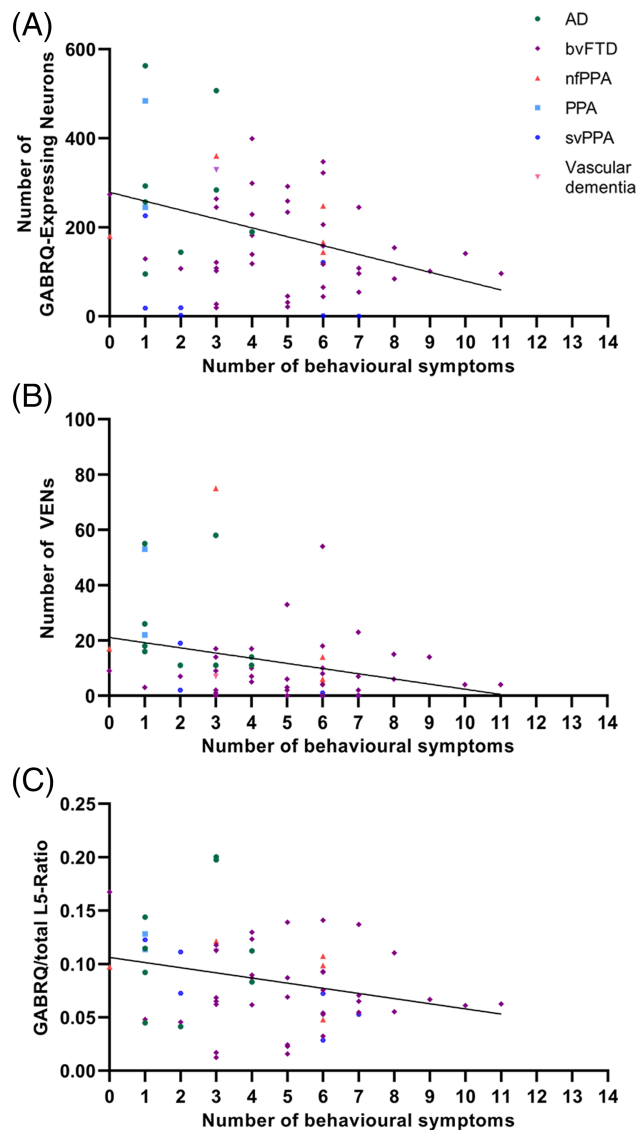 (A)
AD
bvFTD
nfPPA
PPA
svPPA
Vascular
dementia
Number of
GABRQ-Expressing Neurons
600
400
200
0
0 1 2 3 4 5 6 7 8 9 10 11 12 13 14
Number of behavioural symptoms
(B)
Number of VENs
100
80
60
40
20
0
0 1 2 3 4 5 6 7 8 9 10 11 12 13 14
Number of behavioural symptoms
(C)
GABRQ/total L5-Ratio
0.25
0.20
0.15
0.10
0.05
0.00
0 1 2 3 4 5 6 7 8 9 10 11 12 13 14
Number of behavioural symptoms